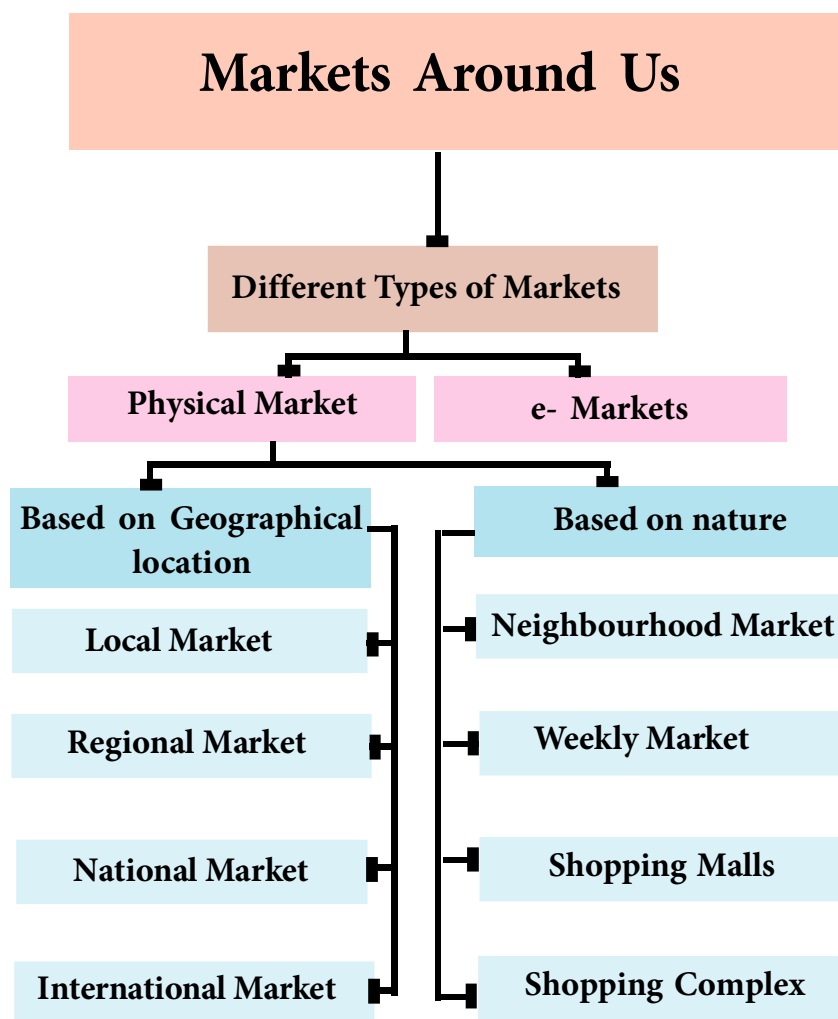 Markets Around Us
Different Types of Markets
Physical Market
e- Markets
Based on Geographical
location
Local Market
Regional Market
National Market
International Market
Based on nature
Neighbourhood Market
Weekly Market
Shopping Malls
Shopping Complex